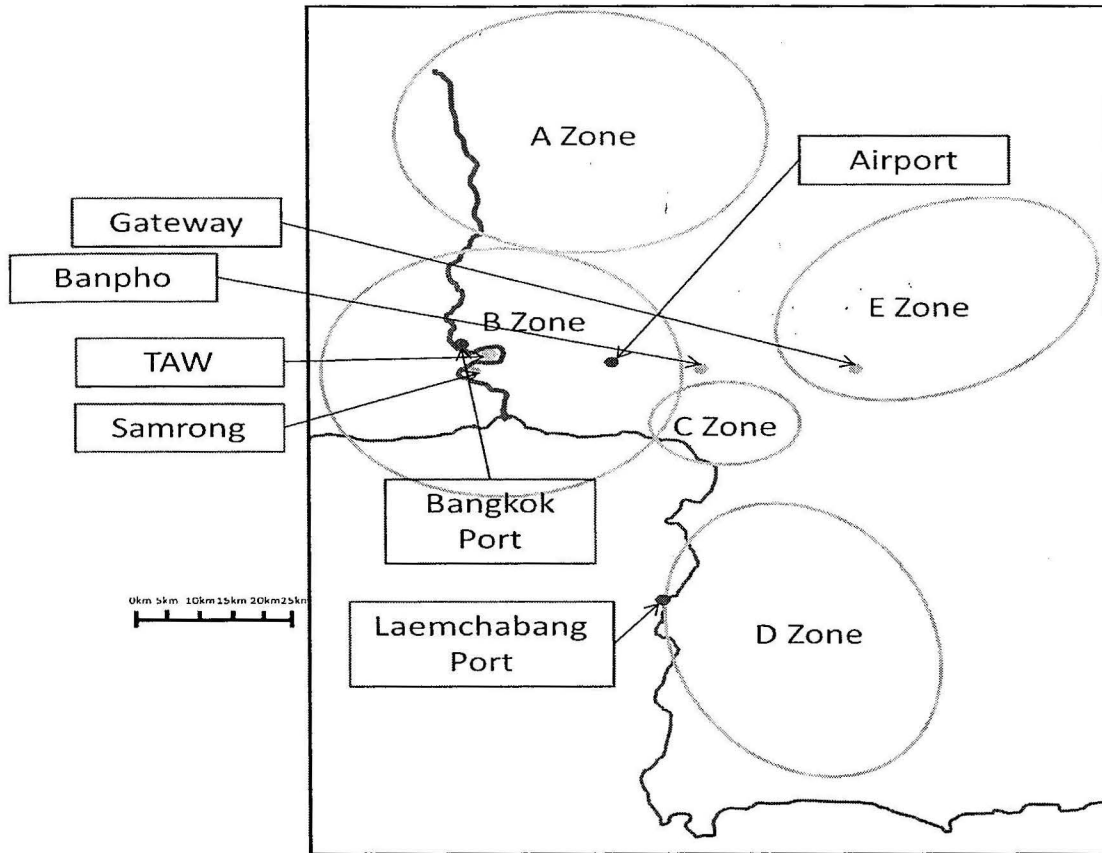 A Zone
Airport
Gateway
Banpho
E Zone
B Zone
TAW
Samrong
C Zone
Bangkok
Port
0km 5km 10km 15km 20km 25km
Laemchabang
Port
D Zone